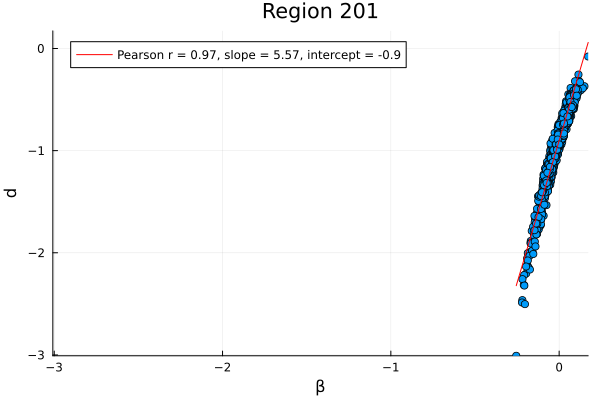 Region 201
Pearson r = 0.97, slope = 5.57, intercept = -0.9
0
−1
−2
−3
d
−3
−2
−1
0
β